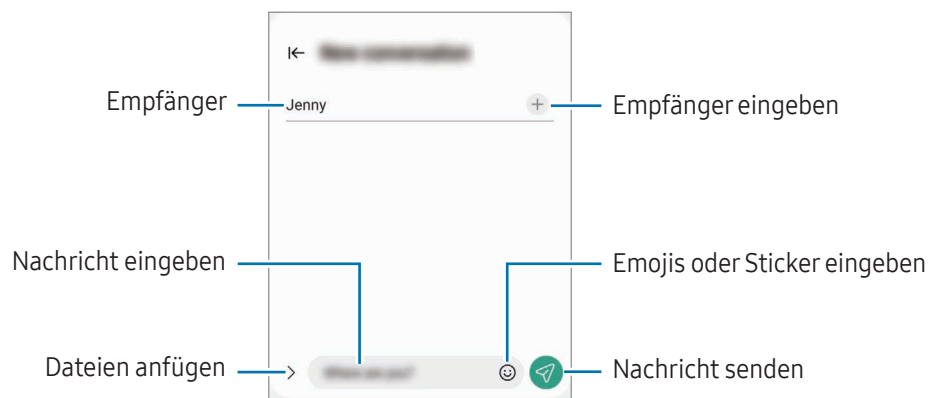 Empfänger
Jenny
Empfänger eingeben
Nachricht eingeben
Emojis oder Sticker eingeben
Dateien anfügen
Nachricht senden